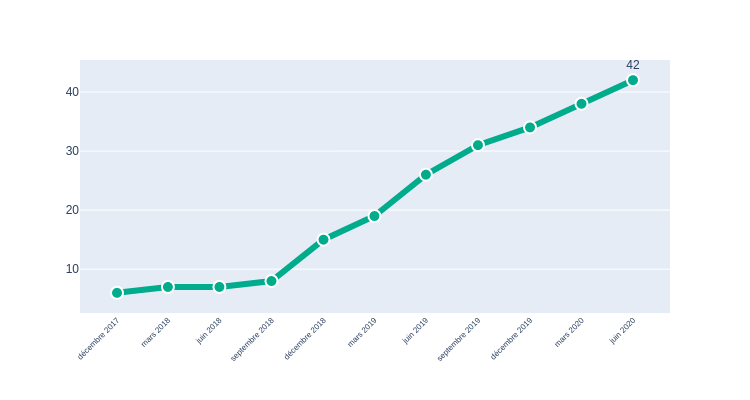 42
40
30
20
10
décembre 2017
mars 2018
juin 2018
septembre 2018
décembre 2018
mars 2019
juin 2019
septembre 2019
décembre 2019
mars 2020
juin 2020